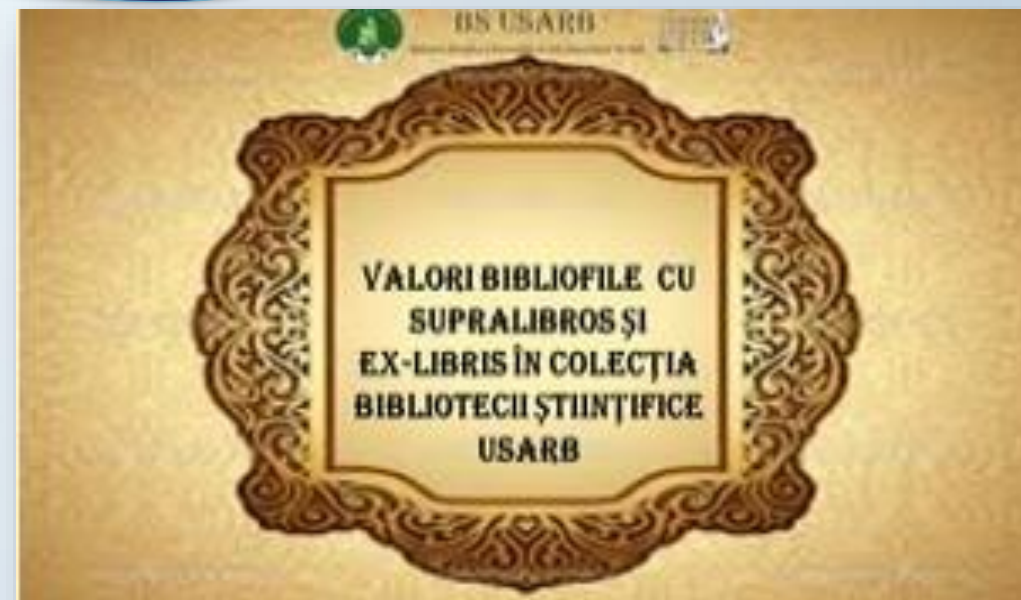 BS USARB
VALORI BIBLIOFILE CU
SUPRALIBROS ȘI
EX-LIBRIS ÎN COLECȚIA
BIBLIOTECII ȘTIINȚIFICE
USARB